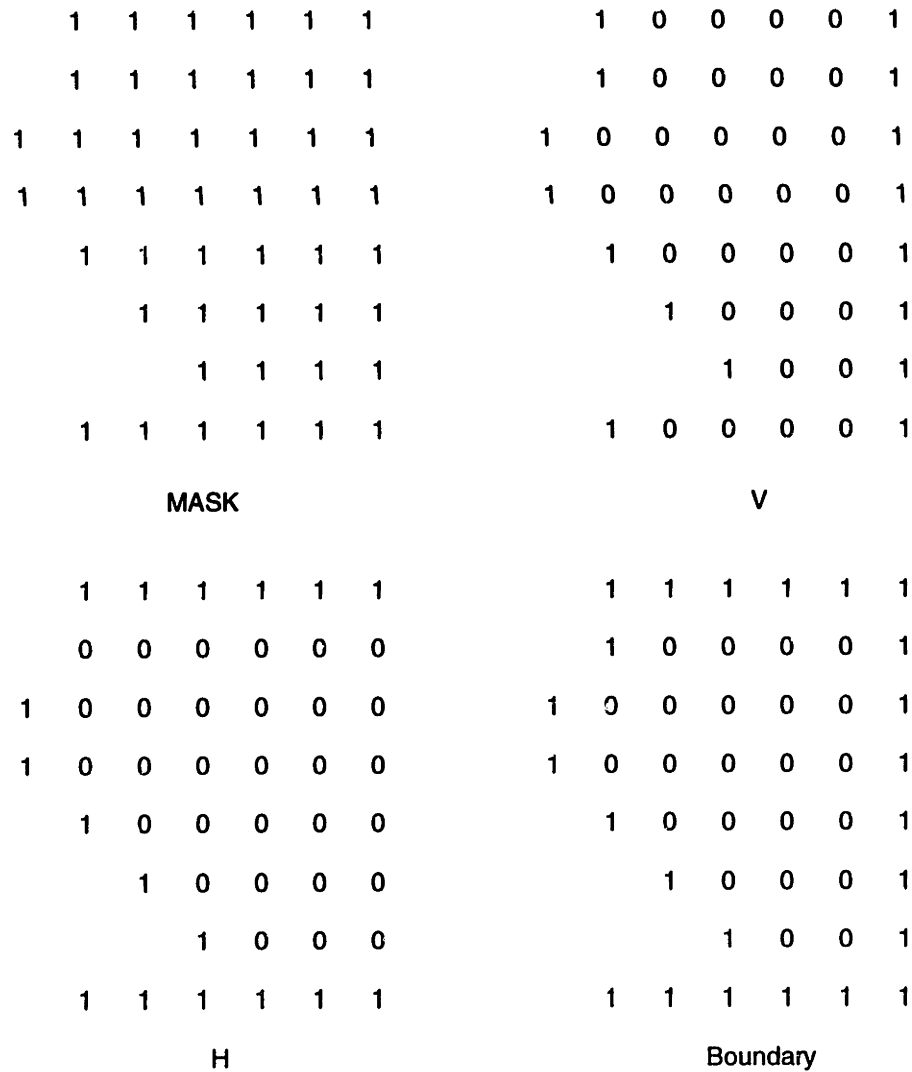 1 1 1 1 1 1 1 0 0 0 0 1
1 1 1 1 1 1 1 0 0 0 0 1
1 1 1 1 1 1 1 1 0 0 0 0 0 1
1 1 1 1 1 1 1 1 0 0 0 0 0 1
1 1 1 1 1 1 1 0 0 0 0 1
1 1 1 1 1 1 0 0 0 1
1 1 1 1 1 0 0 1
1 1 1 1 1 1 1 0 0 0 0 1
MASK V
1 1 1 1 1 1 1 1 1 1 1 1
0 0 0 0 0 0 1 0 0 0 0 1
1 0 0 0 0 0 0 1 0 0 0 0 0 1
1 0 0 0 0 0 0 1 0 0 0 0 0 1
1 0 0 0 0 0 1 0 0 0 0 1
1 0 0 0 0 1 0 0 0 1
1 0 0 0 1 0 0 1
1 1 1 1 1 1 1 1 1 1 1 1
H Boundary